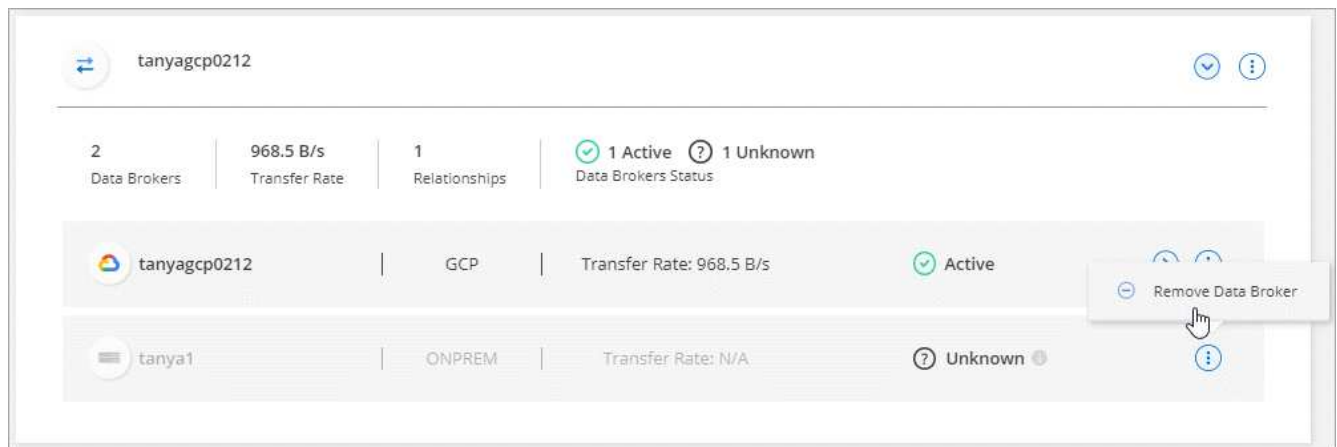 tanyagcp0212
2 968.5 B/s 1 1 Active ? 1 Unknown
Data Brokers Transfer Rate Relationships Data Brokers Status
tanyagcp0212 GCP Transfer Rate: 968.5 B/s Active
Remove Data Broker
tanya1 ONPREM Transfer Rate: N/A ? Unknown